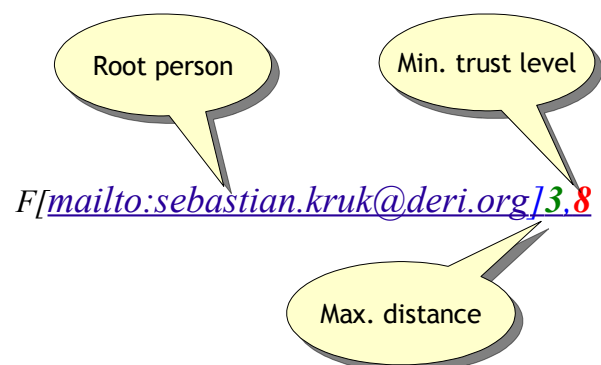 Root person
Min. trust level
F[mailto:sebastian.kruk@deri.org]3,8
Max. distance